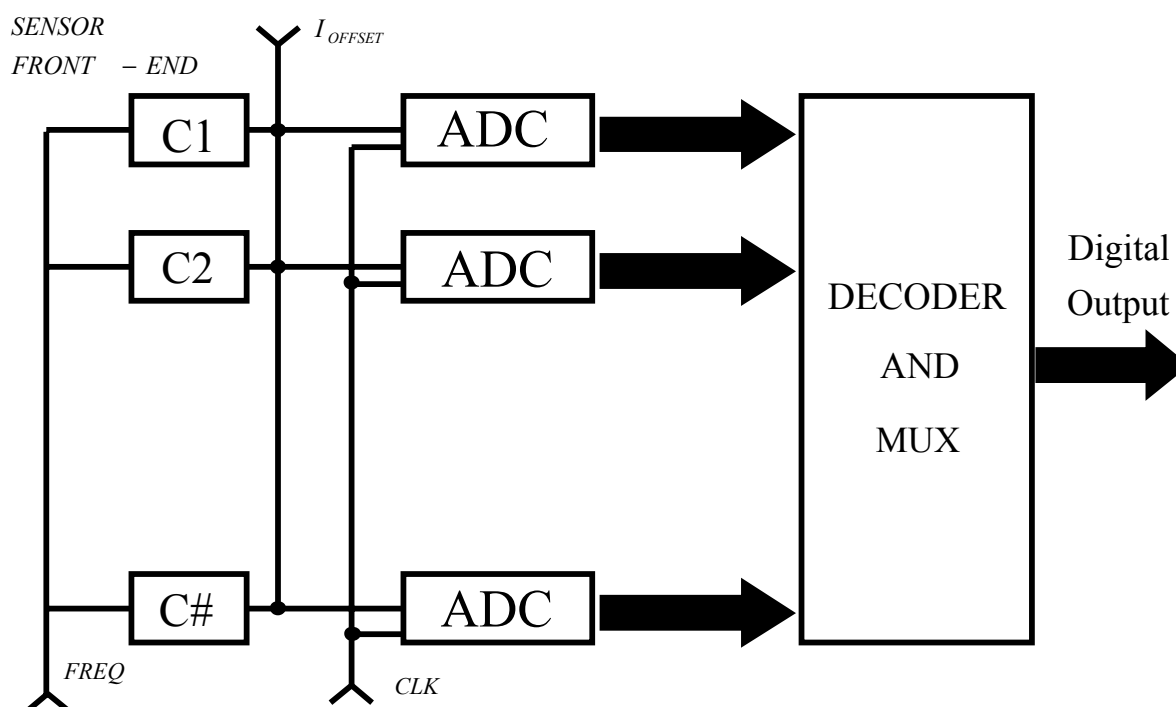 SENSOR
FRONT – END
I OFFSET
C1
ADC
C2
ADC
DECODER
AND
MUX
Digital
Output
C#
ADC
FREQ
CLK